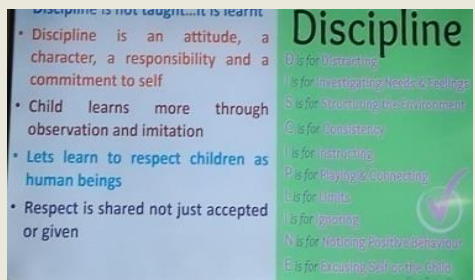 Discipline is not taught....it is learnt
• Discipline is an attitude, a
character, a responsibility and a
commitment to self
• Child learns more through
observation and imitation
• Lets learn to respect children as
human beings
• Respect is shared not just accepted
or given
Discipline
D is for Distracting
I is for Investigating Needs & Feelings
S is for Structuring the Environment
C is for Consistency
I is for Instructing
P is for Playing & Connecting
L is for Limits
I is for Ignoring
N is for Noticing Positive Behaviour
E is for Excusing Self or the Child